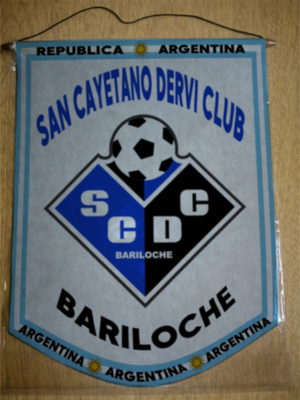 REPUBLICA ARGENTINA
SAN CAYETANO DERVI CLUB
S C
C D
BARILOCHE
BARILOCHE
ARGENTINA ARGENTINA ARGENTINA